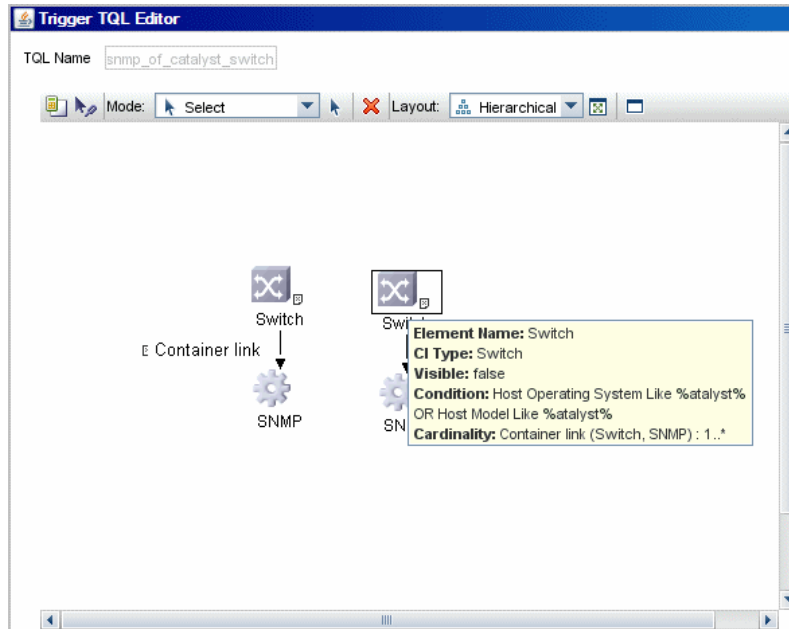 Trigger TQL Editor
TQL Name snmp_of_catalyst_switch
Mode: Select Layout: Hierarchical
Switch
Container link
SNMP
Swi
SN
Element Name: Switch
CI Type: Switch
Visible: false
Condition: Host Operating System Like %atalyst%
OR Host Model Like %atalyst%
Cardinality: Container link (Switch, SNMP) : 1..*